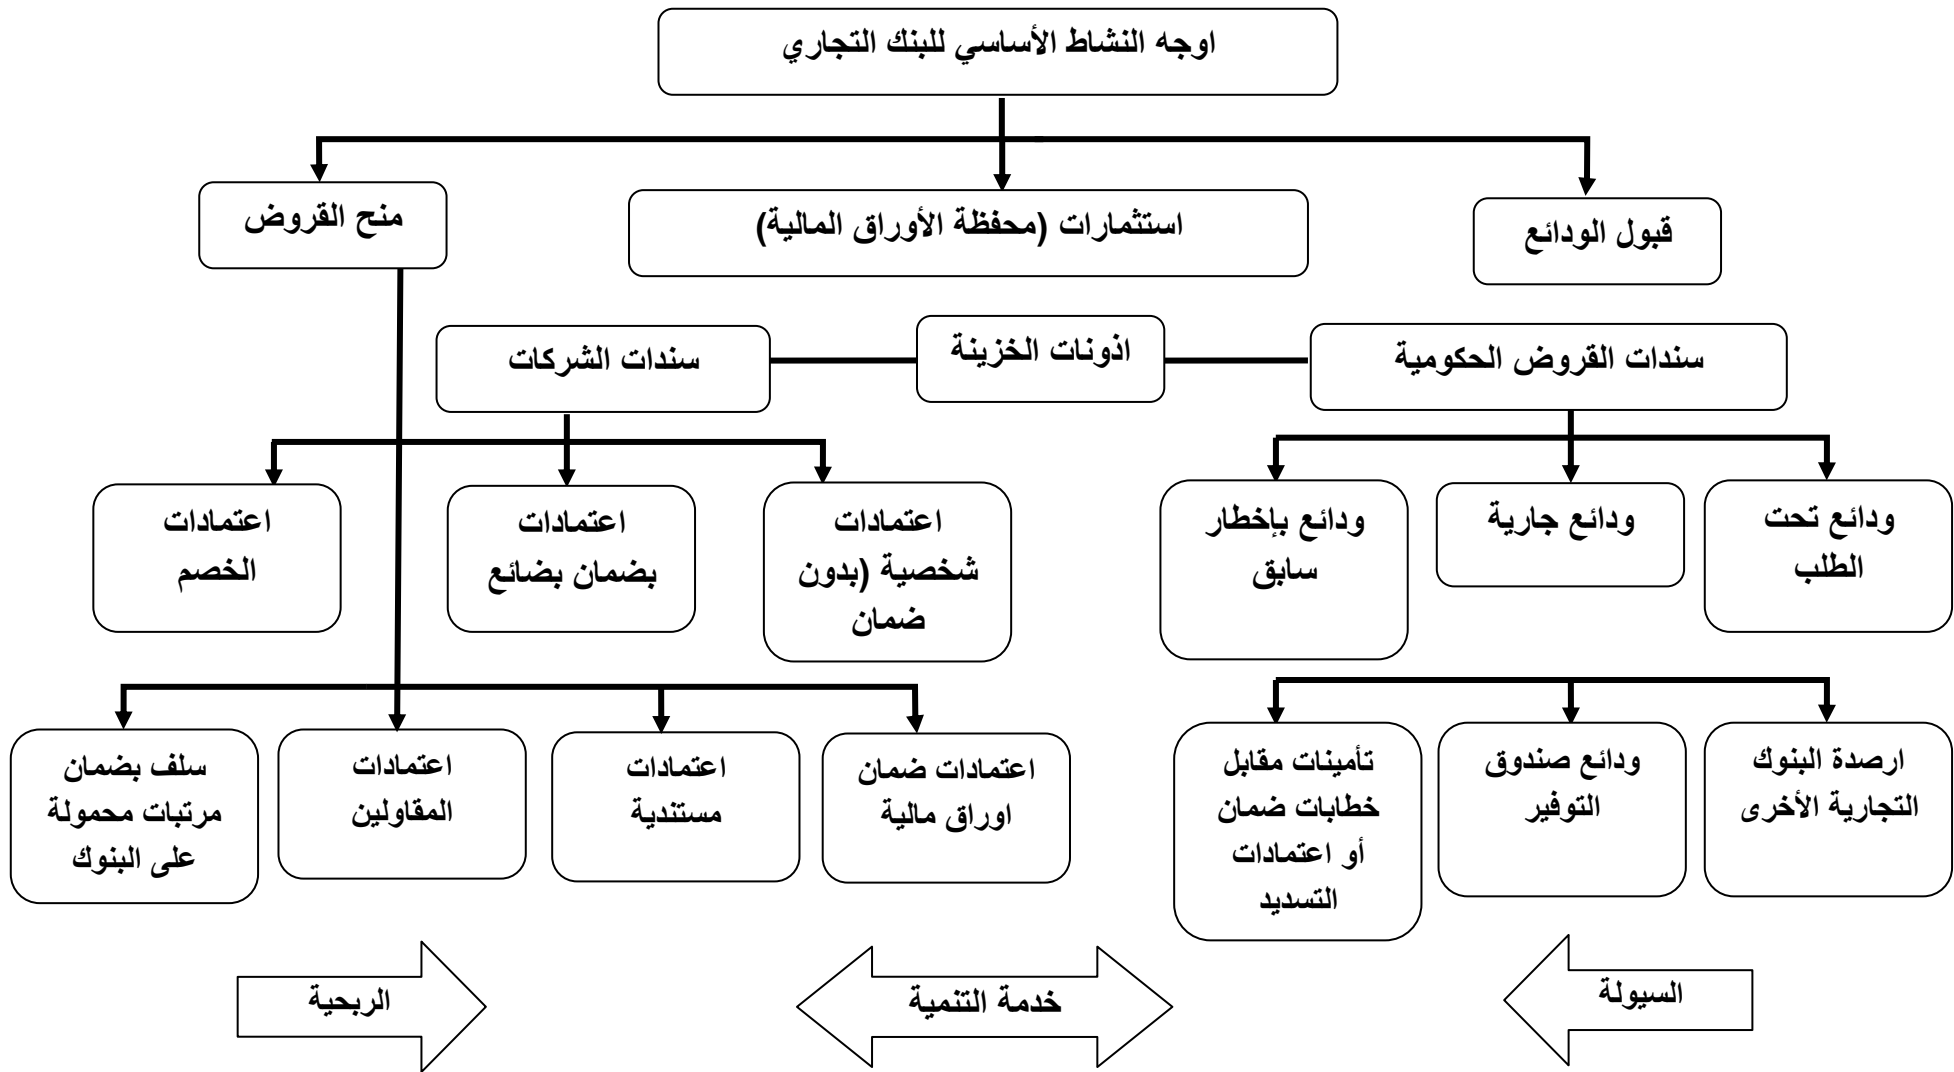 اوجه النشاط الأساسي للبنك التجاري
قبول الودائع
استثمارات (محفظة الأوراق المالية)
منح القروض
سندات القروض الحكومية
اذونات الخزينة
سندات الشركات
ودائع تحت
الطلب
ودائع جارية
ودائع بإخطار
سابق
اعتمادات
شخصية (بدون
ضمان
اعتمادات
بضمان بضائع
اعتمادات
الخصم
ارصدة البنوك
التجارية الأخرى
ودائع صندوق
التوفير
تأمينات مقابل
خطابات ضمان
أو اعتمادات
التسديد
اعتمادات ضمان
اوراق مالية
اعتمادات
مستندية
اعتمادات
المقاولين
سلف بضمان
مرتبات محمولة
على البنوك
السيولة
خدمة التنمية
الربحية